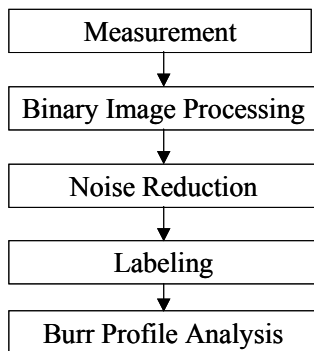 Measurement
Binary Image Processing
Noise Reduction
Labeling
Burr Profile Analysis